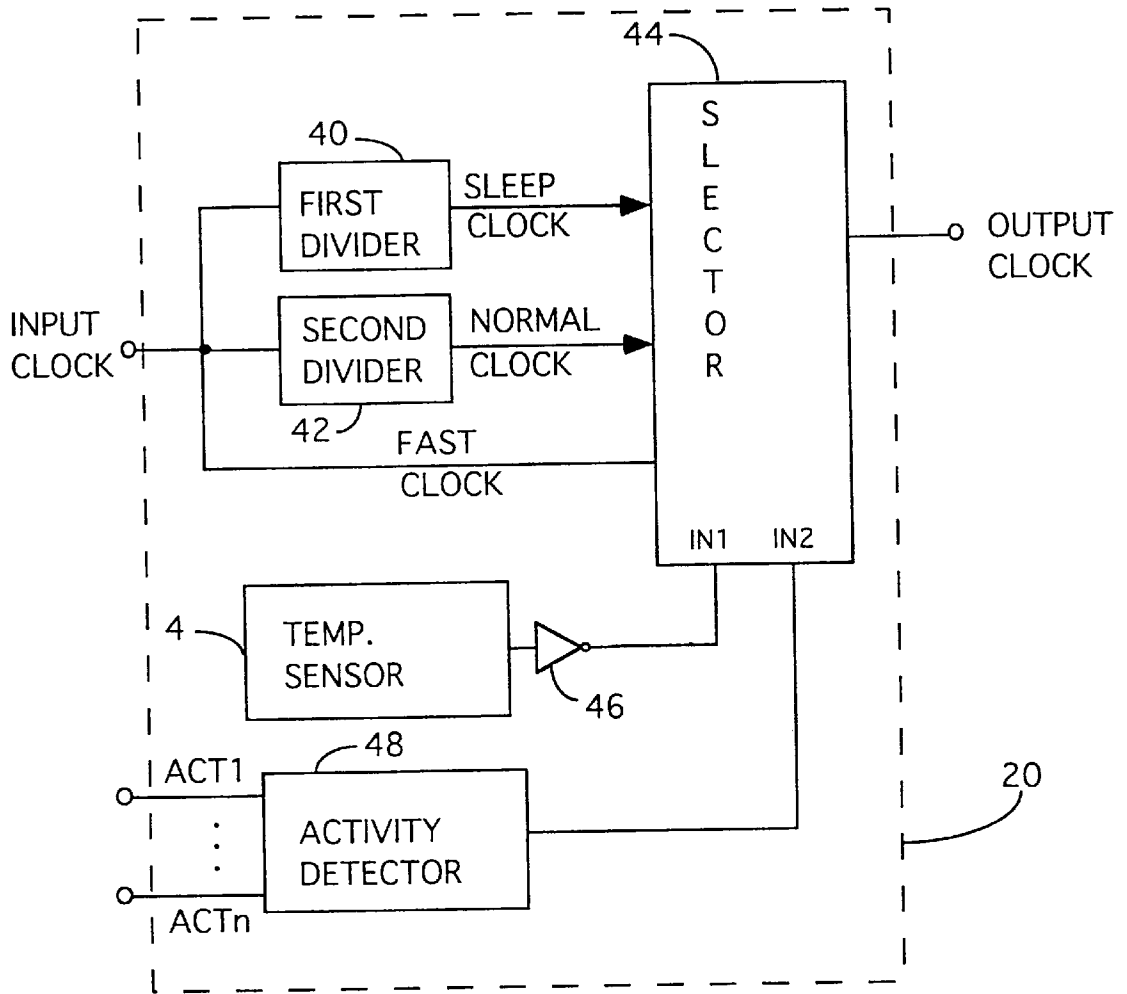 44
S
L
E
C
T
O
R
40
FIRST
DIVIDER
SLEEP
CLOCK
OUTPUT
CLOCK
INPUT
CLOCK
SECOND
DIVIDER
NORMAL
CLOCK
42
FAST
CLOCK
IN1 IN2
4
TEMP.
SENSOR
46
48
ACT1
ACTIVITY
DETECTOR
ACTn
20